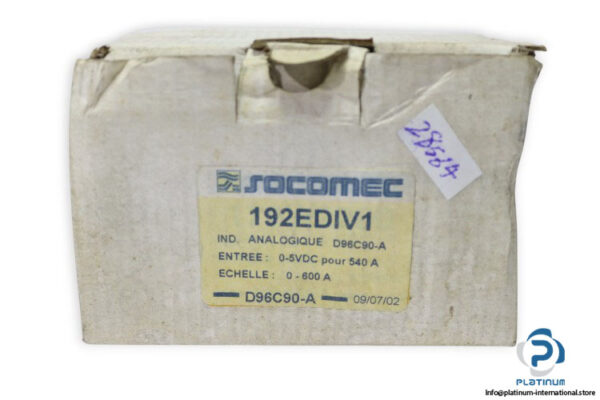 28564
SOCOMEC
192EDIV1
IND. ANALOGIQUE D96C90-A
ENTREE : 0-5VDC pour 540 A
ECHELLE : 0 - 600 A
D96C90-A 09/07/02
PLATINUM
Info@platinum-international.store